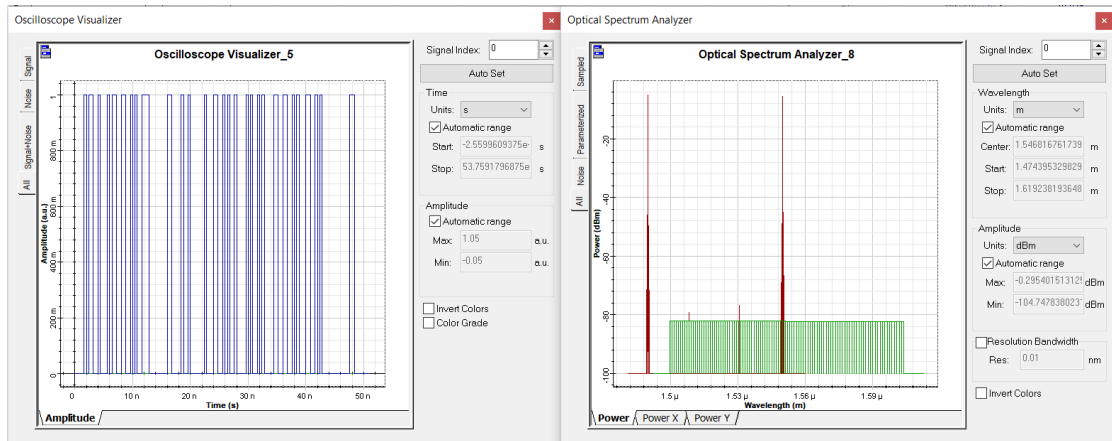 Oscilloscope Visualizer
Oscilloscope Visualizer_5
Signal
Noise
Signal+Noise
All
Amplitude (a.u.)
1
800 m
600 m
400 m
200 m
0
0
10 n
20 n
30 n
40 n
50 n
Time (s)
Amplitude
Signal Index: 0
Auto Set
Time
Units: s
Automatic range
Start: -2.5599609375e- s
Stop: 53.7591796875e s
Amplitude
Automatic range
Max: 1.05 a.u.
Min: -0.05 a.u.
Invert Colors
Color Grade
Optical Spectrum Analyzer
Optical Spectrum Analyzer_8
Sampled
Parameterized
Noise
All
Power (dBm)
-20
-40
-60
-80
-100
1.5 µ
1.53 µ
1.56 µ
1.59 µ
Wavelength (m)
Power
Power X
Power Y
Signal Index: 0
Auto Set
Wavelength
Units: m
Automatic range
Center: 1.546816761739 m
Start: 1.474395329829 m
Stop: 1.619238193648 m
Amplitude
Units: dBm
Automatic range
Max: -0.295401513125 dBm
Min: -104.747838023 dBm
Resolution Bandwidth
Res: 0.01 nm
Invert Colors